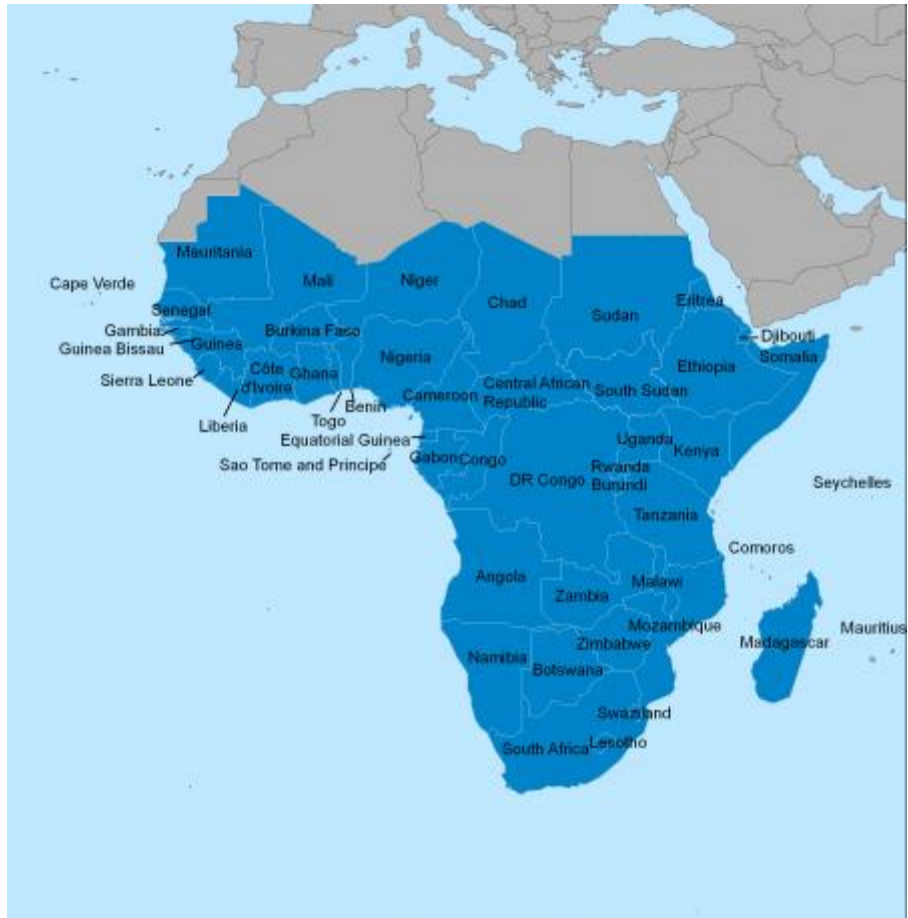 Mauritania
Mali
Niger
Cape Verde
Chad
Eritrea
Senegal
Sudan
Gambia
Burkina Faso
Djibouti
Guinea Bissau
Guinea
Nigeria
Ethiopia
Somalia
Sierra Leone
Côte
d'Ivoire
Ghana
Central African
Republic
South Sudan
Cameroon
Liberia
Togo
Benin
Equatorial Guinea
Uganda
Kenya
Sao Tome and Principe
Gabon
Congo
DR Congo
Rwanda
Burundi
Seychelles
Tanzania
Comoros
Angola
Malawi
Zambia
Mozambique
Mauritius
Zimbabwe
Madagascar
Namibia
Botswana
Swaziland
South Africa
Lesotho